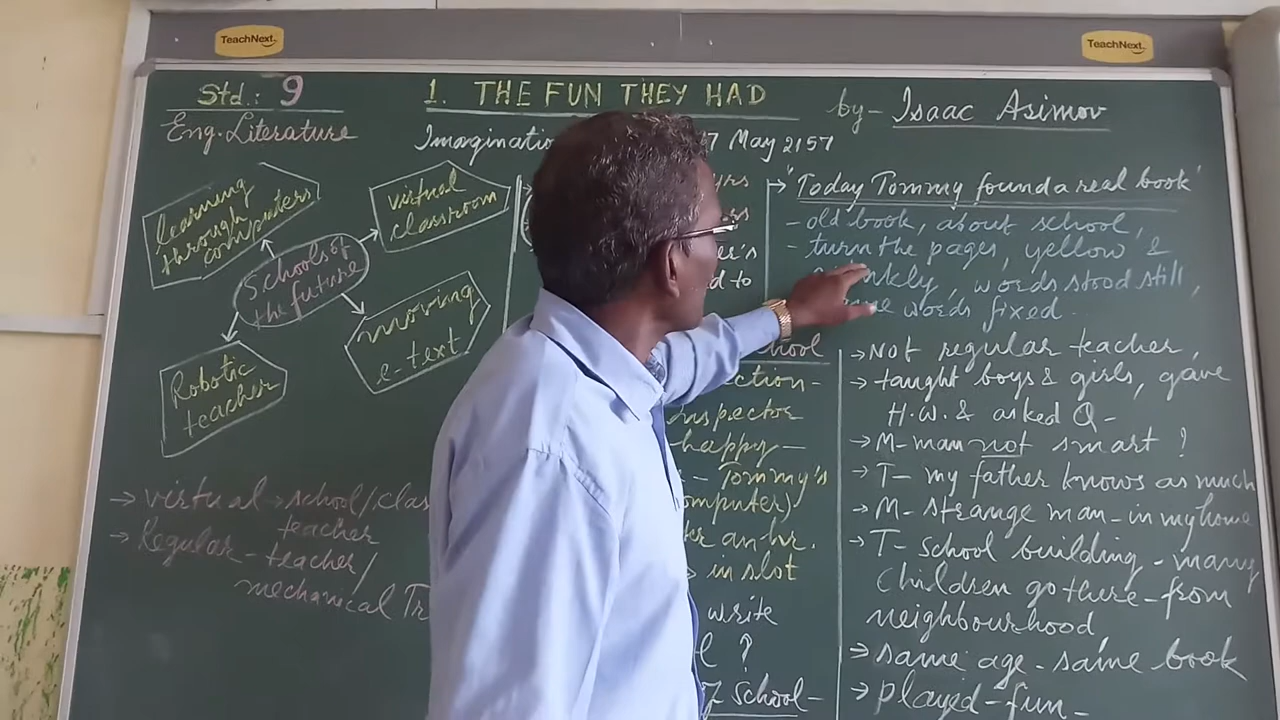 TeachNext
TeachNext
Std.: 9
1. THE FUN THEY HAD
by- Isaac Asimov
Eng. Literature
7 May 2157
learning
through
computers
virtual
classroom
Schools of
the future
moving
e-text
Robotic
teacher
→ virtual → school/
teacher
→ Regular - teacher/
mechanical
yrs
'Today Tommy found a real book'
- old book, about school,
- turn the pages, yellow &
words stood still,
words fixed
to
→ Not regular teacher,
→ taught boys & girls, gave
H.W. & asked Q-
→ M- man not smart ?
→ T- my father knows as much
→ M- strange man- in my home
→ T- school building - many
children go there - from
neighbourhood
→ same age - same book
→ played - fun -
inspector
happy -
- Tommy's
an hr.
in slot
write
?
of school -